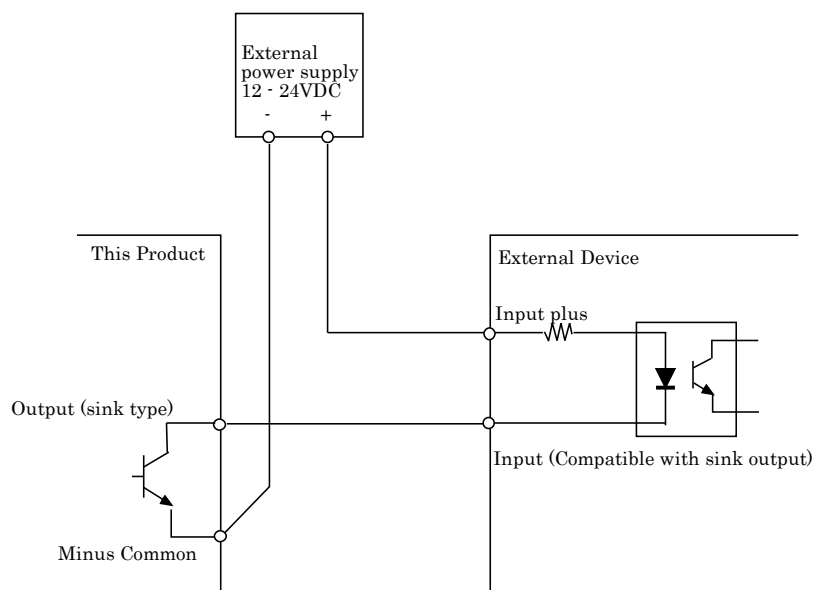 External
power supply
12 - 24VDC
- +
This Product
External Device
Input plus
Output (sink type)
Input (Compatible with sink output)
Minus Common